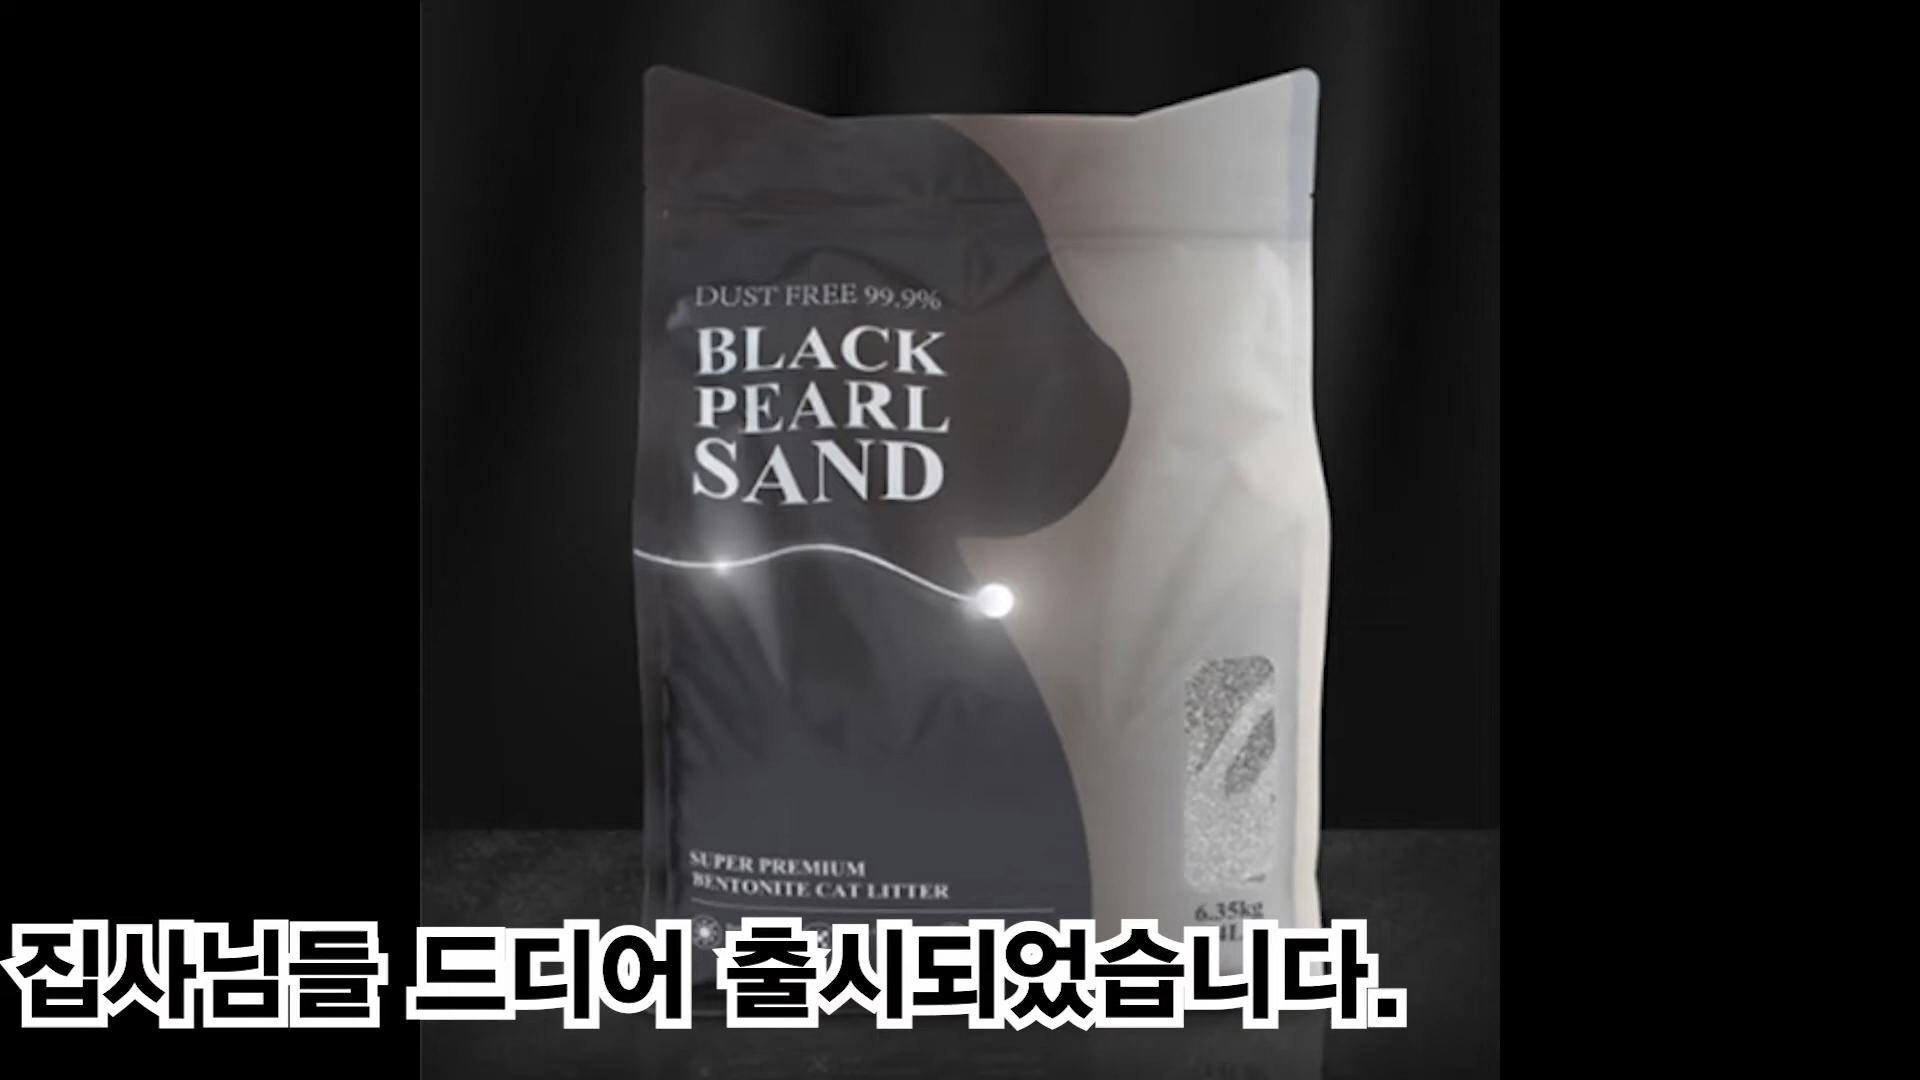 DUST FREE 99.9%
BLACK
PEARL
SAND
SUPER PREMIUM
BENTONITE CAT LITTER
6.35kg
집사님들 드디어 출시되었습니다.